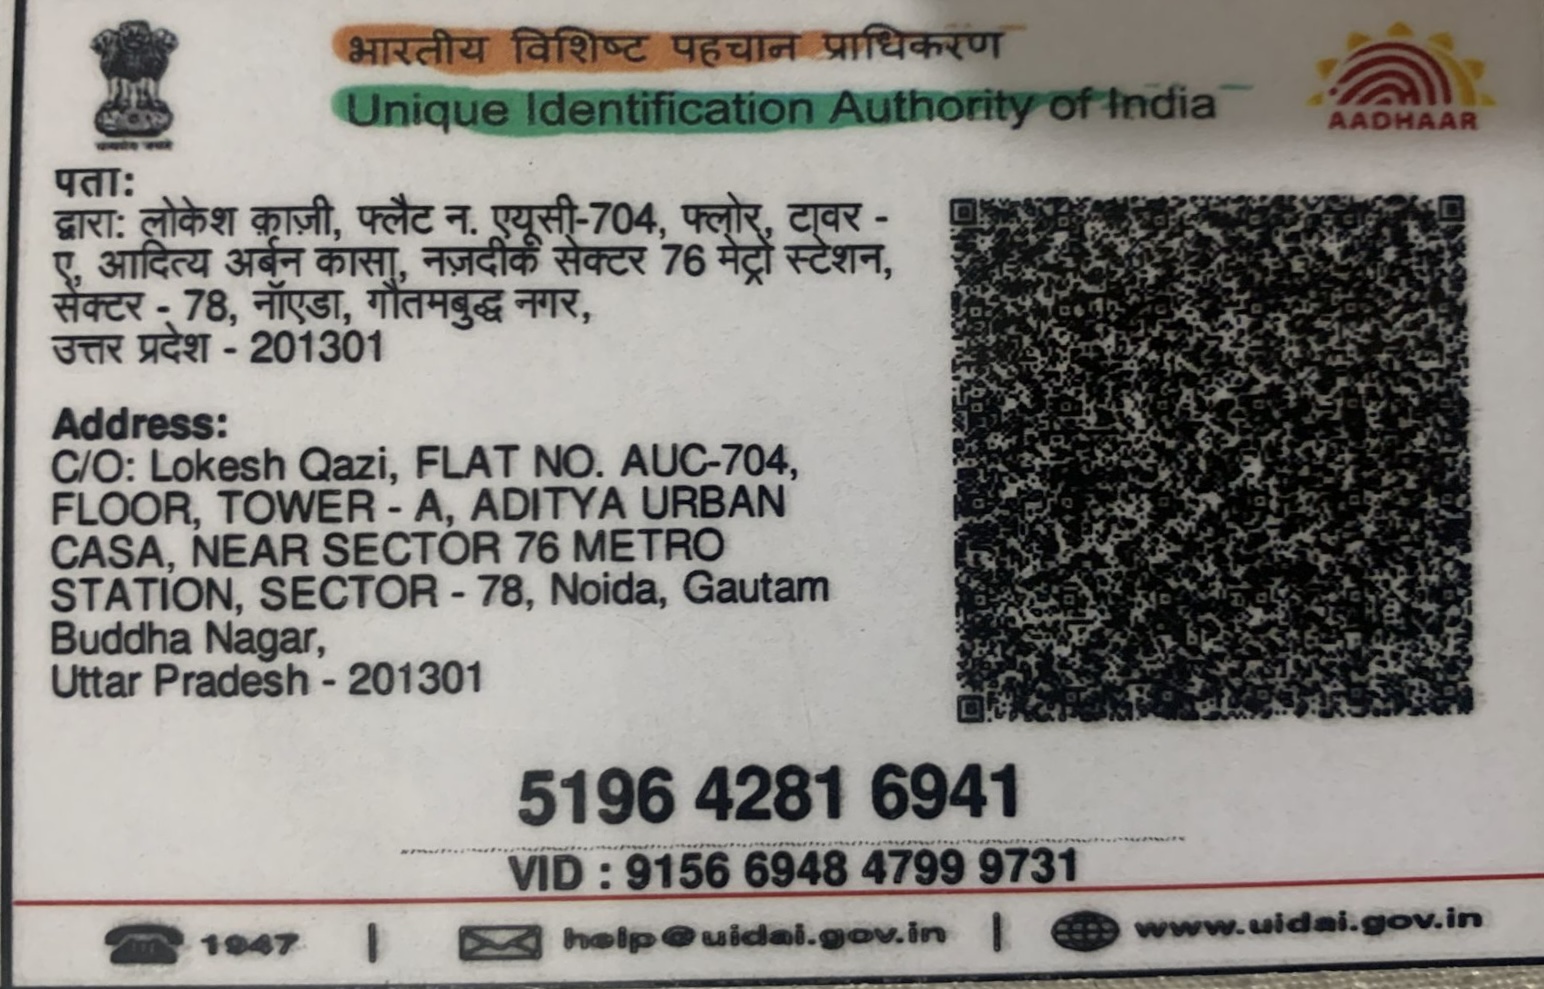 भारतीय विशिष्ट पहचान प्राधिकरण
Unique Identification Authority of India
AADHAAR
पता:
द्वारा: लोकेश क़ाज़ी, फ्लैट न. एयूसी-704, फ्लोर, टावर -
ए, आदित्य अर्बन कासा, नज़दीक सेक्टर 76 मेट्रो स्टेशन,
सेक्टर - 78, नॉएडा, गौतमबुद्ध नगर,
उत्तर प्रदेश - 201301
Address:
C/O: Lokesh Qazi, FLAT NO. AUC-704,
FLOOR, TOWER - A, ADITYA URBAN
CASA, NEAR SECTOR 76 METRO
STATION, SECTOR - 78, Noida, Gautam
Buddha Nagar,
Uttar Pradesh - 201301
5196 4281 6941
VID : 9156 6948 4799 9731
1947 | help@uidai.gov.in | www.uidai.gov.in